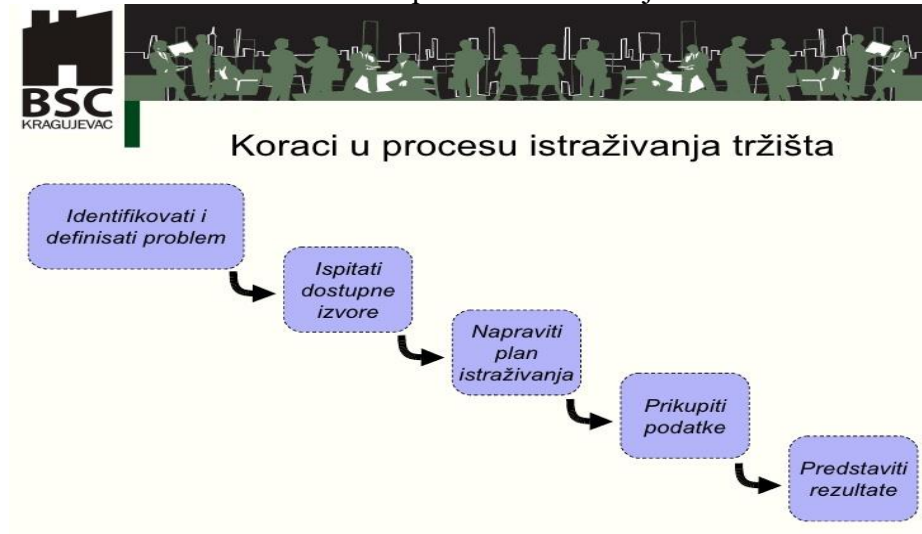 BSC
KRAGUJEVAC
Koraci u procesu istraživanja tržišta
Identifikovati i
definisati problem
Ispitati
dostupne
izvore
Napraviti
plan
istraživanja
Prikupiti
podatke
Predstaviti
rezultate